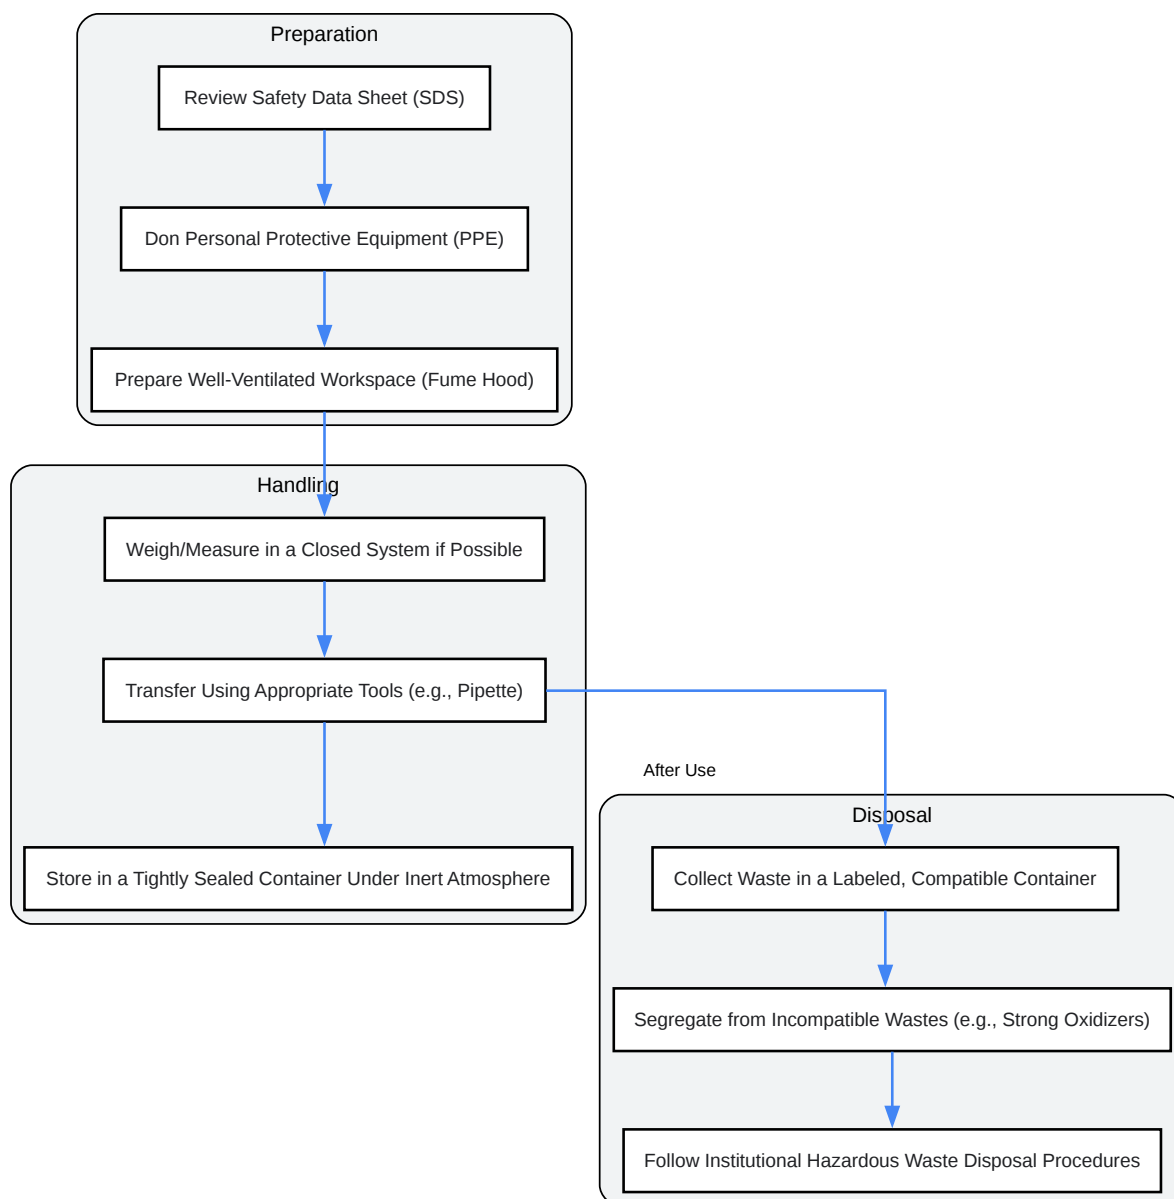 Preparation
Review Safety Data Sheet (SDS)
Don Personal Protective Equipment (PPE)
Prepare Well-Ventilated Workspace (Fume Hood)
Handling
Weigh/Measure in a Closed System if Possible
Transfer Using Appropriate Tools (e.g., Pipette)
After Use
Store in a Tightly Sealed Container Under Inert Atmosphere
Disposal
Collect Waste in a Labeled, Compatible Container
Segregate from Incompatible Wastes (e.g., Strong Oxidizers)
Follow Institutional Hazardous Waste Disposal Procedures